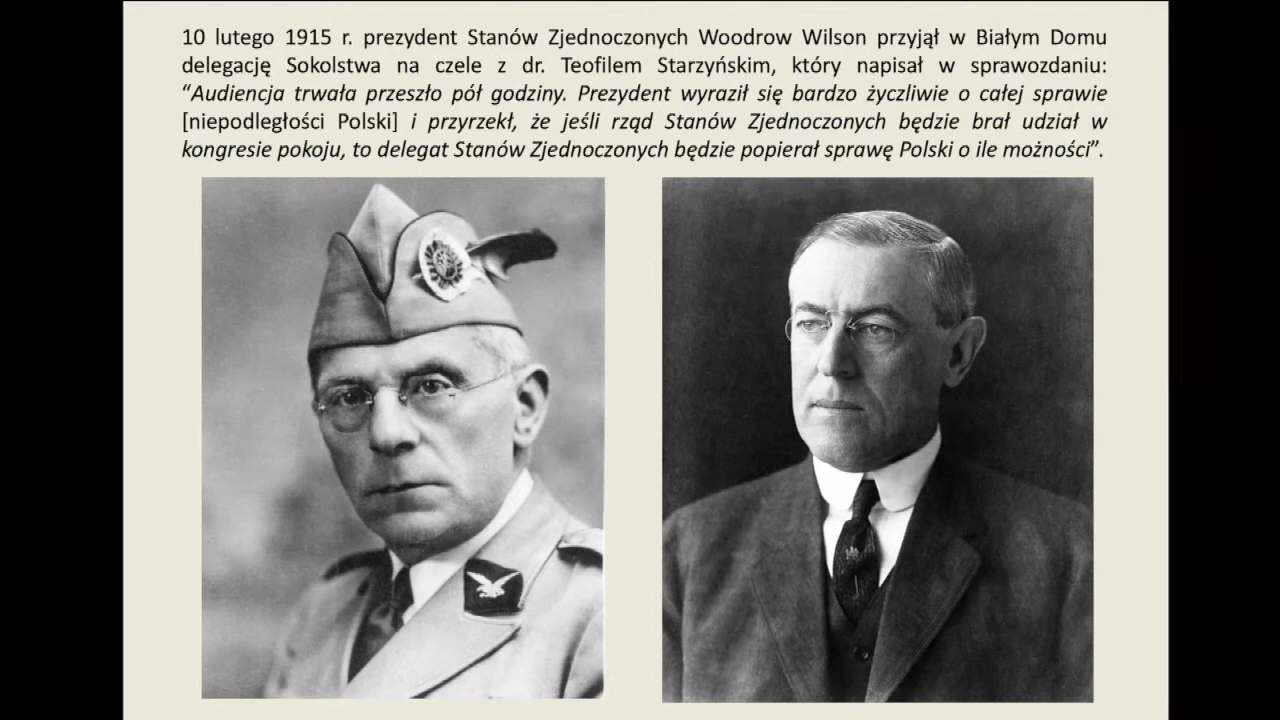 10 lutego 1915 r. prezydent Stanów Zjednoczonych Woodrow Wilson przyjął w Białym Domu
delegację Sokolstwa na czele z dr. Teofilem Starzyńskim, który napisał w sprawozdaniu:
“Audiencja trwała przeszło pół godziny. Prezydent wyraził się bardzo życzliwie o całej sprawie
[niepodległości Polski] i przyrzekł, że jeśli rząd Stanów Zjednoczonych będzie brał udział w
kongresie pokoju, to delegat Stanów Zjednoczonych będzie popierał sprawę Polski o ile możności”.